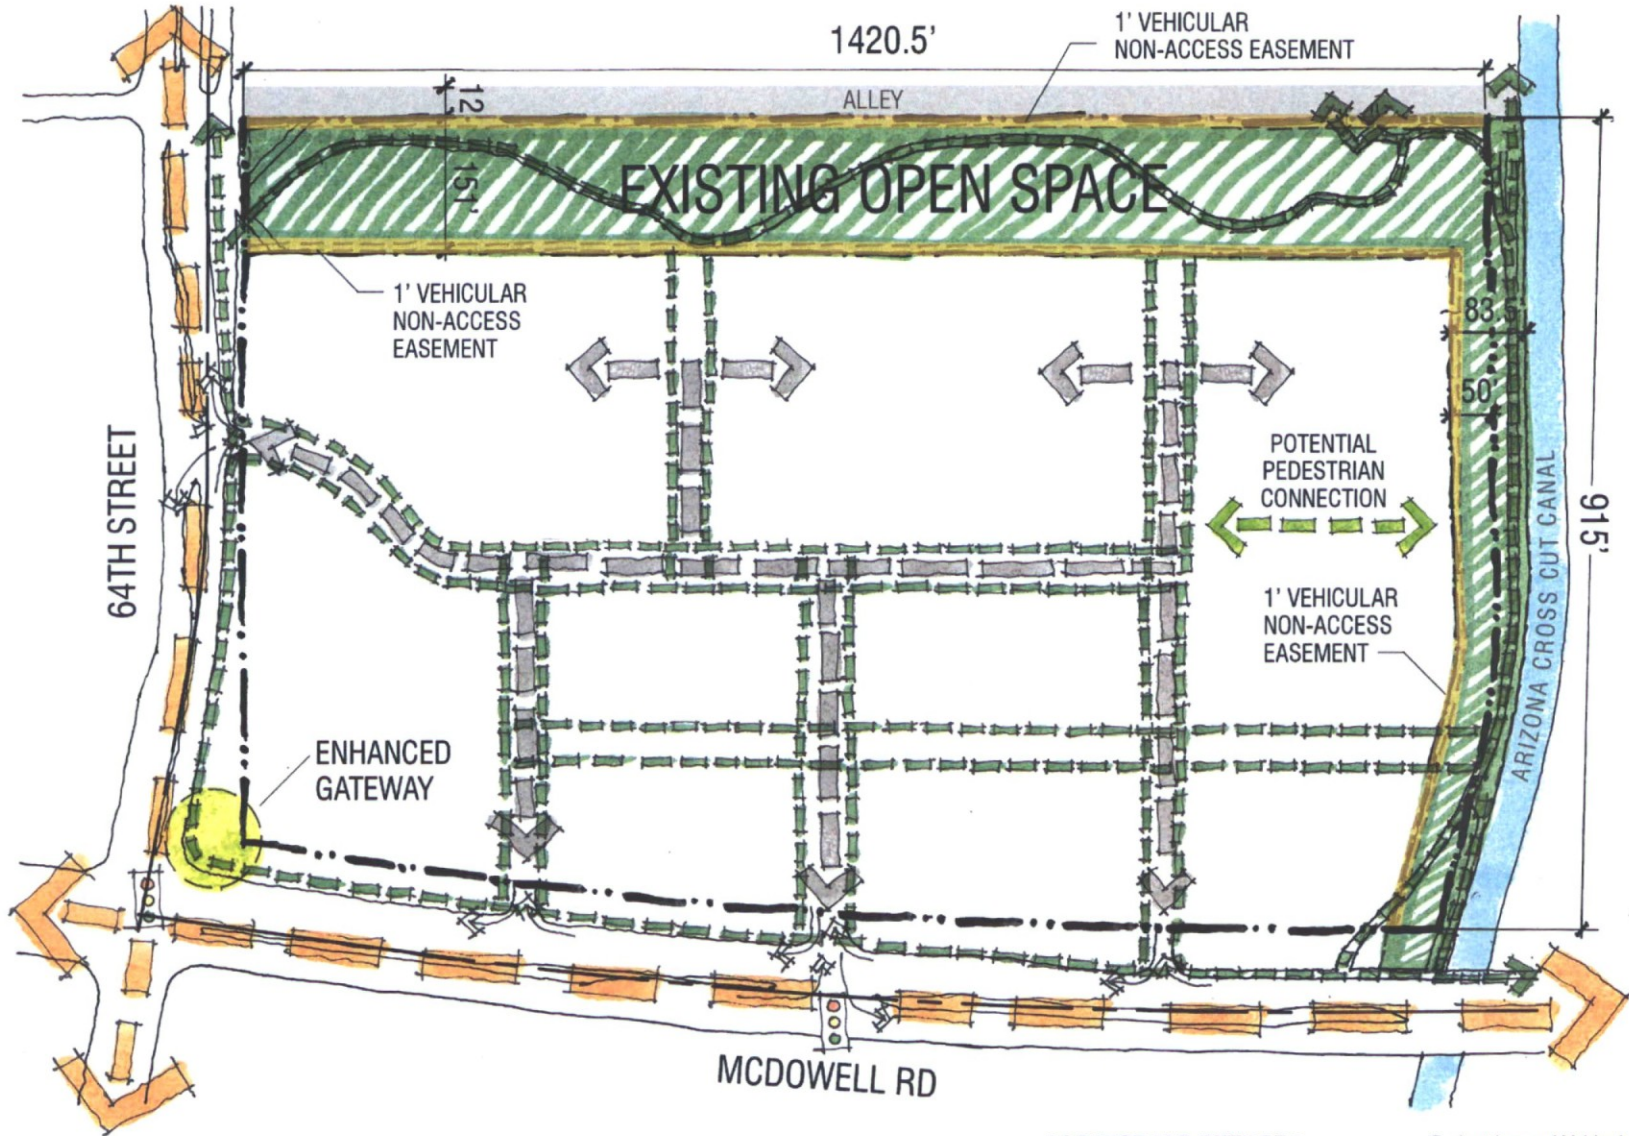 1420.5’
1’ VEHICULAR
NON-ACCESS EASEMENT
12’
ALLEY
151’
EXISTING OPEN SPACE
1’ VEHICULAR
NON-ACCESS
EASEMENT
50’
915’
64TH STREET
POTENTIAL
PEDESTRIAN
CONNECTION
ARIZONA CROSS CUT CANAL
1’ VEHICULAR
NON-ACCESS
EASEMENT
ENHANCED
GATEWAY
MCDOWELL RD